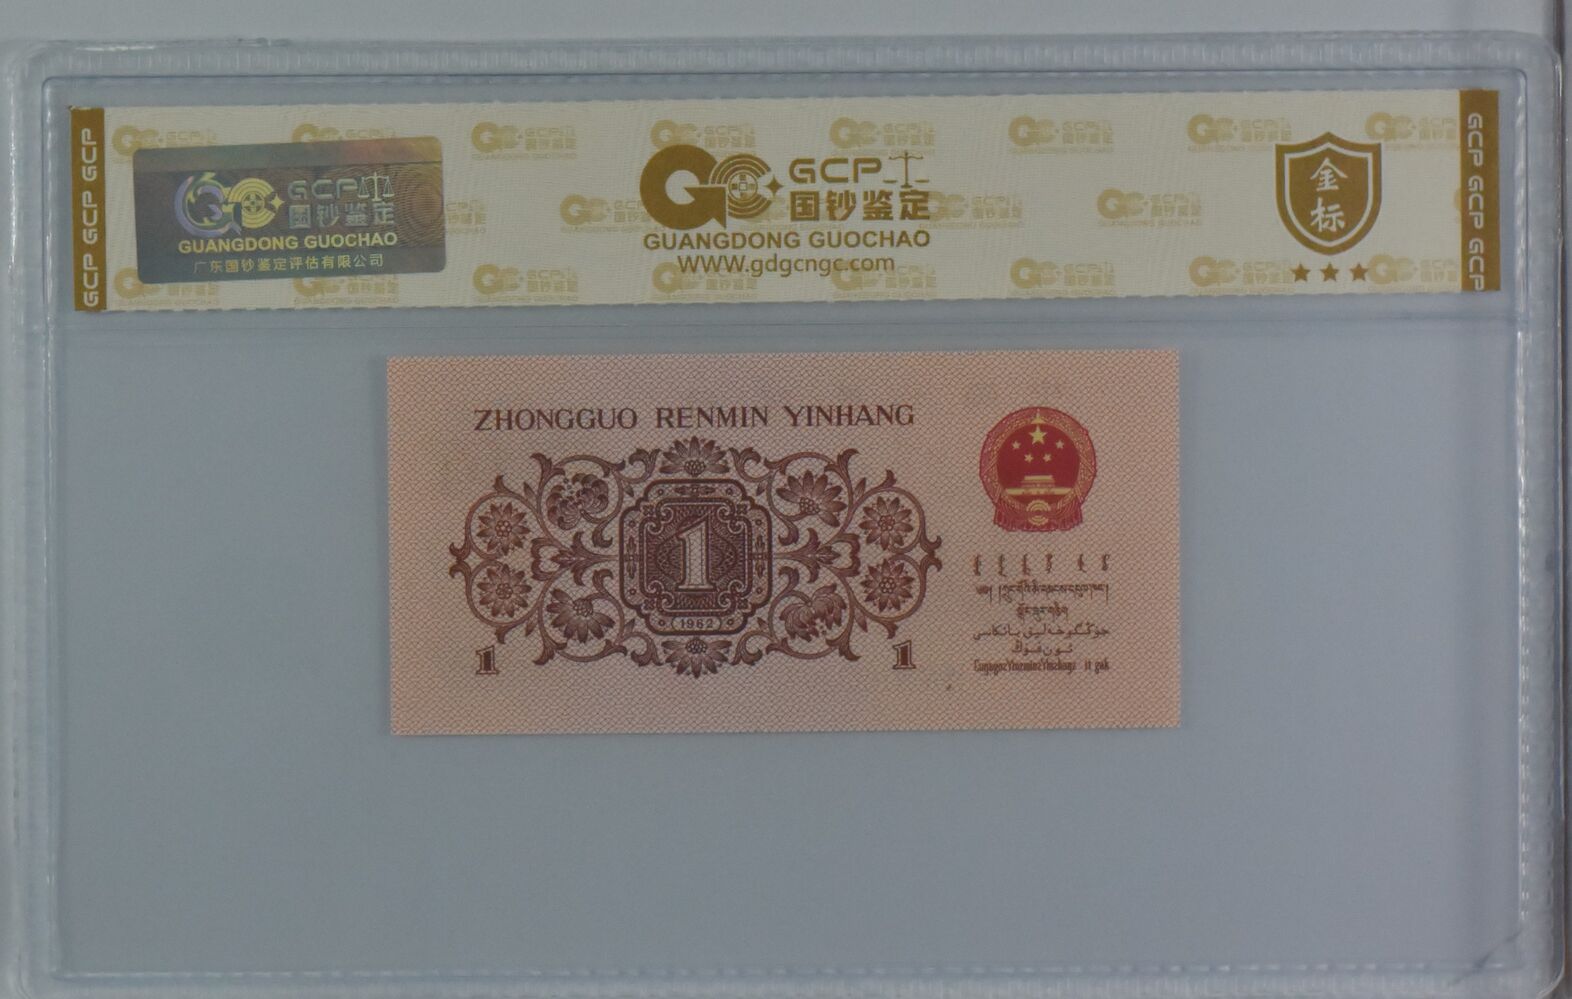 GCP GCP GCP
GCP
国钞鉴定
GUANGDONG GUOCHAO
广东国钞鉴定评估有限公司
GCP
国钞鉴定
GUANGDONG GUOCHAO
WWW.gdgcngc.com
金
标
GCP GCP GCP
ZHONGGUO RENMIN YINHANG
1
(1962)
1
1
جۇڭگوخەلىق بانكاسى